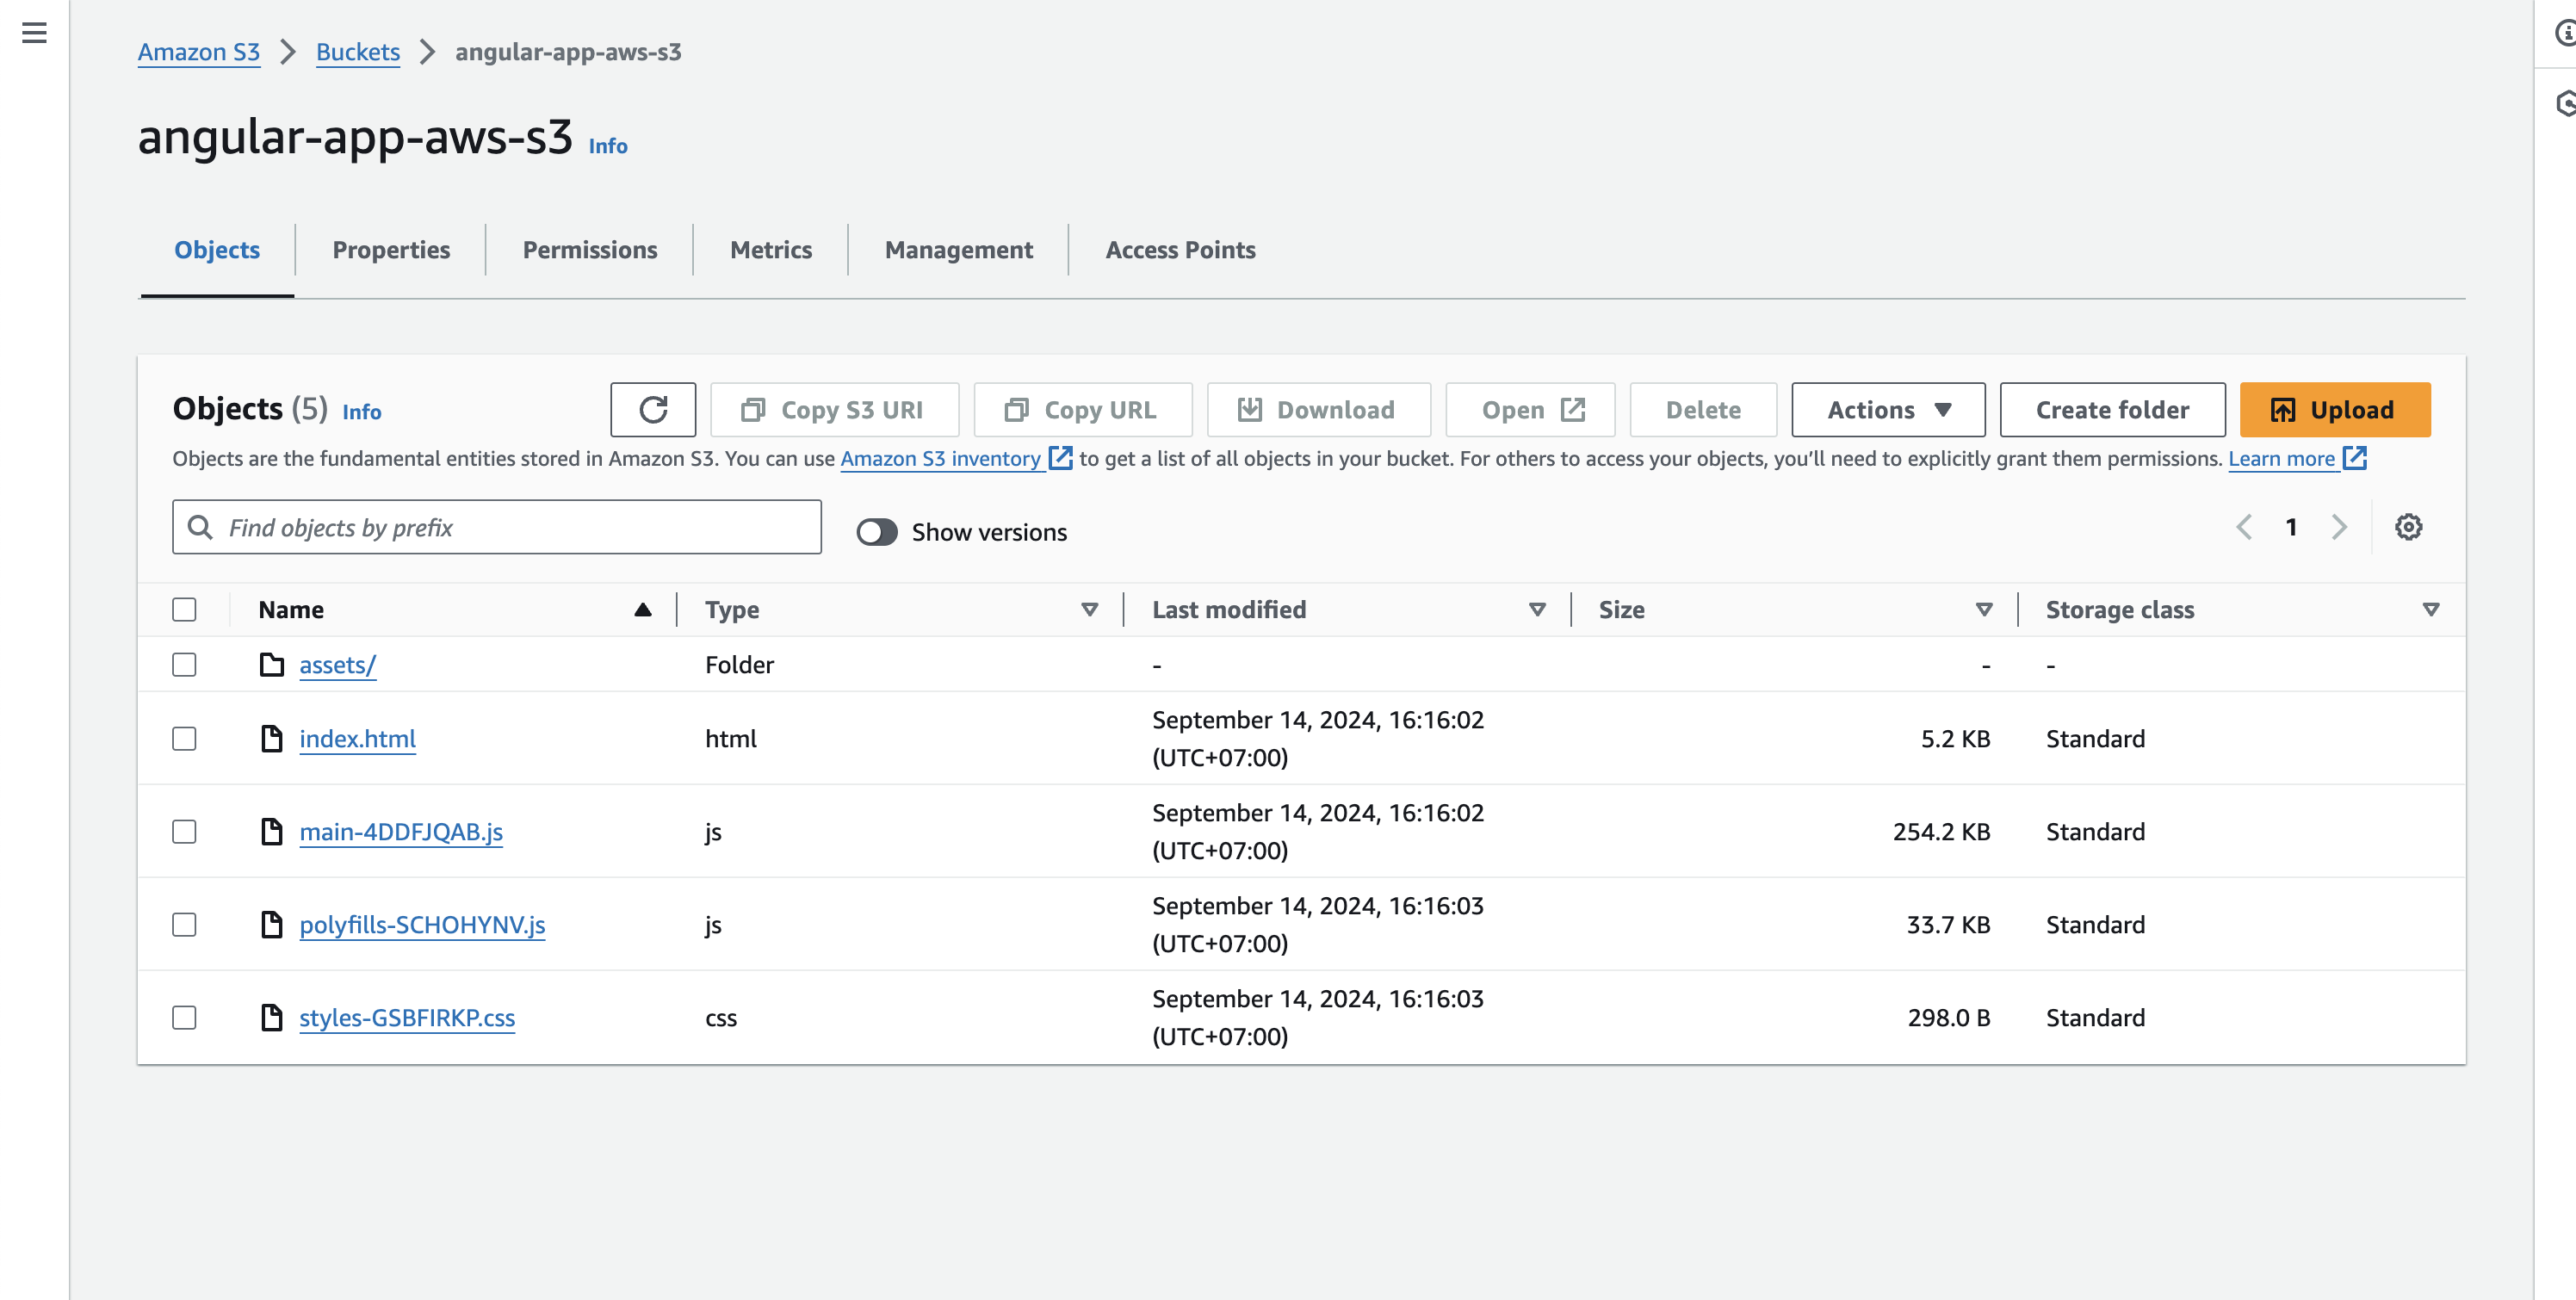 Amazon S3 > Buckets > angular-app-aws-s3
angular-app-aws-s3 Info
Objects Properties Permissions Metrics Management Access Points
Objects (5) Info Copy S3 URI Copy URL Download Open Delete Actions Create folder Upload
Objects are the fundamental entities stored in Amazon S3. You can use Amazon S3 inventory to get a list of all objects in your bucket. For others to access your objects, you’ll need to explicitly grant them permissions. Learn more
Find objects by prefix Show versions 1
Name Type Last modified Size Storage class
assets/ Folder - - -
index.html html September 14, 2024, 16:16:02 (UTC+07:00) 5.2 KB Standard
main-4DDFJQAB.js js September 14, 2024, 16:16:02 (UTC+07:00) 254.2 KB Standard
polyfills-SCHOHYNV.js js September 14, 2024, 16:16:03 (UTC+07:00) 33.7 KB Standard
styles-GSBFIRKP.css css September 14, 2024, 16:16:03 (UTC+07:00) 298.0 B Standard